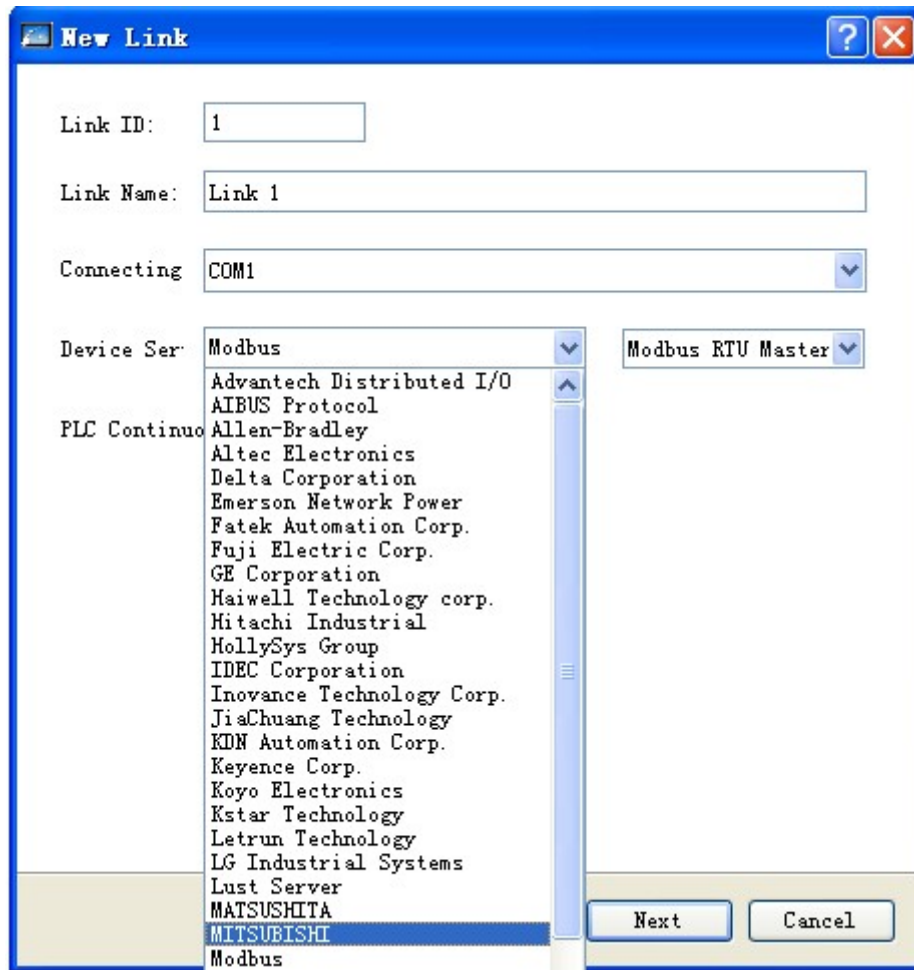 New Link
Link ID: 1
Link Name: Link 1
Connecting COM1
Device Ser Modbus Modbus RTU Master
Advantech Distributed I/O
AIBUS Protocol
PLC Continuo Allen-Bradley
Altec Electronics
Delta Corporation
Emerson Network Power
Fatek Automation Corp.
Fuji Electric Corp.
GE Corporation
Haiwell Technology corp.
Hitachi Industrial
HollySys Group
IDEC Corporation
Inovance Technology Corp.
JiaChuang Technology
KDN Automation Corp.
Keyence Corp.
Koyo Electronics
Kstar Technology
Letrun Technology
LG Industrial Systems
Lust Server
MATSUSHITA
Next Cancel
MITSUBISHI
Modbus